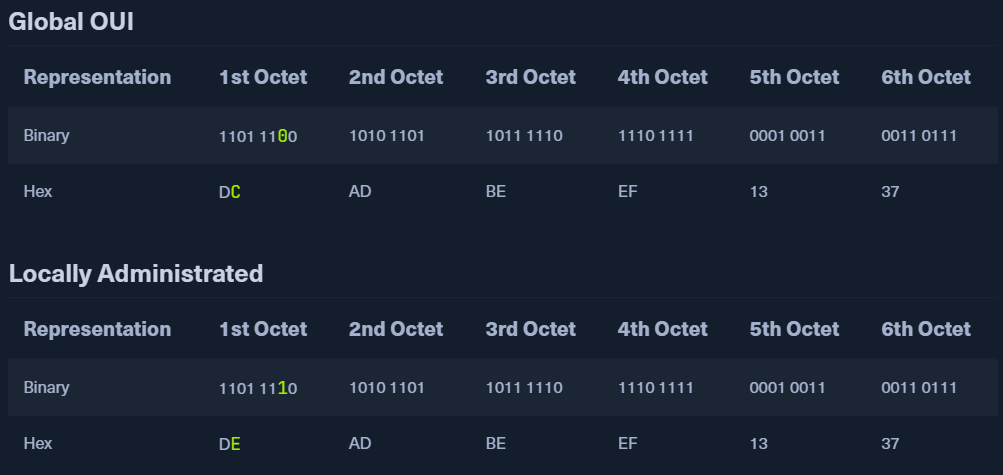 Global OUI
Representation 1st Octet 2nd Octet 3rd Octet 4th Octet 5th Octet 6th Octet
Binary 1101 1100 1010 1101 1011 1110 1110 1111 0001 0011 0011 0111
Hex DC AD BE EF 13 37
Locally Administrated
Representation 1st Octet 2nd Octet 3rd Octet 4th Octet 5th Octet 6th Octet
Binary 1101 1110 1010 1101 1011 1110 1110 1111 0001 0011 0011 0111
Hex DE AD BE EF 13 37